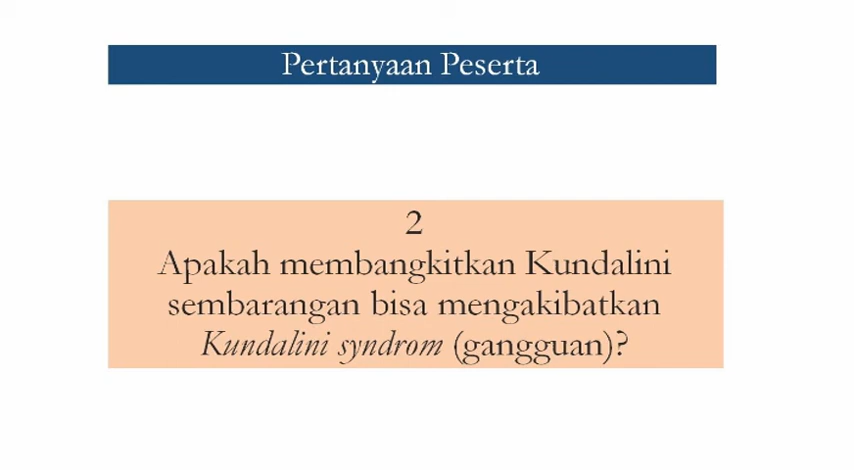 Pertanyaan Peserta
2
Apakah membangkitkan Kundalini
sembarangan bisa mengakibatkan
Kundalini syndrom (gangguan)?